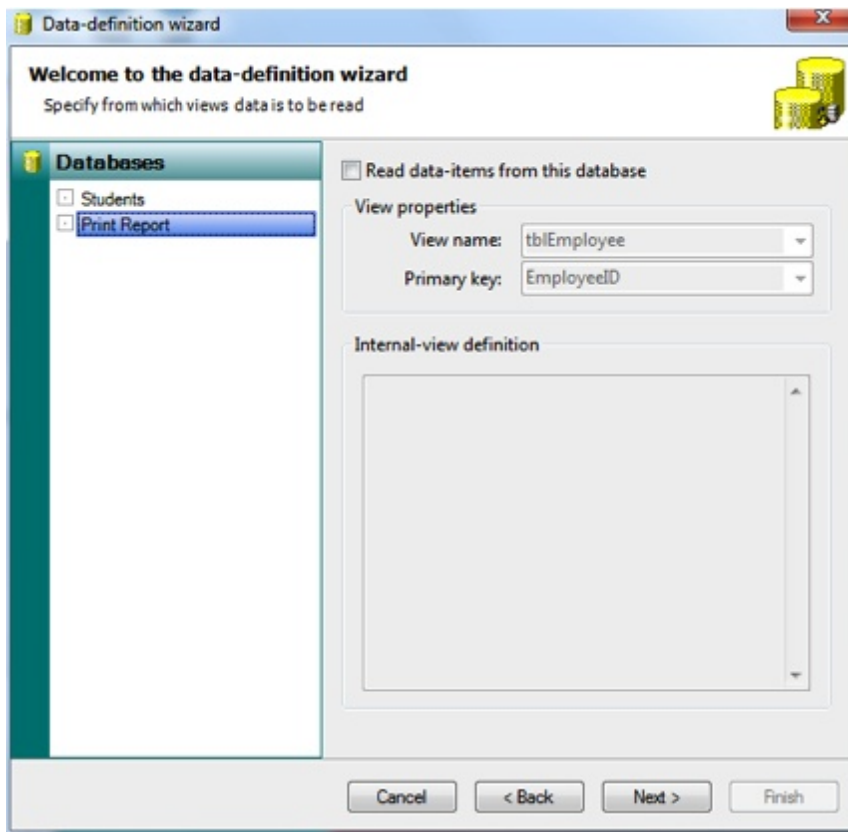 Data-definition wizard
Welcome to the data-definition wizard
Specify from which views data is to be read
Databases
Students
Print Report
Read data-items from this database
View properties
View name: tblEmployee
Primary key: EmployeeID
Internal-view definition
Cancel < Back Next > Finish